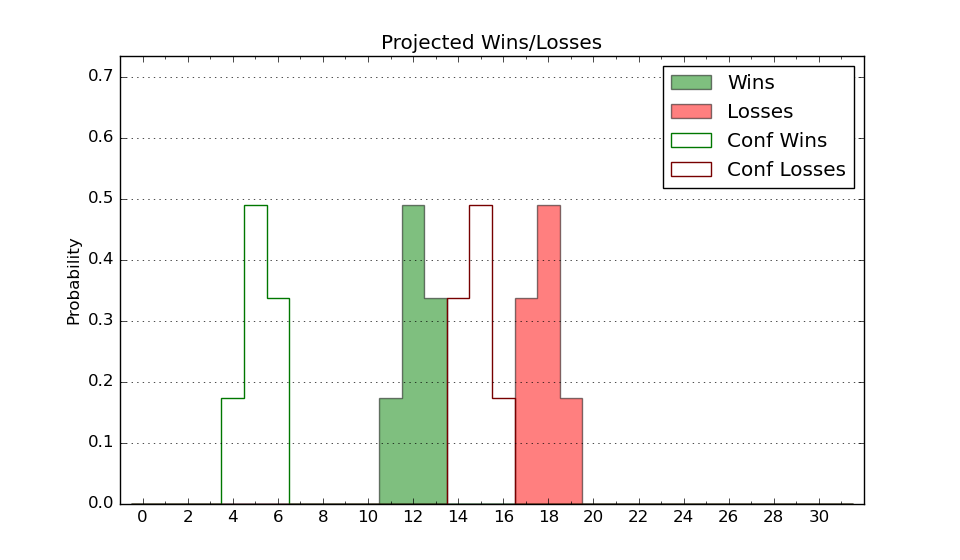 Projected Wins/Losses
0.7
0.6
0.5
0.4
0.3
0.2
0.1
0.0
Probability
Wins
Losses
Conf Wins
Conf Losses
0 2 4 6 8 10 12 14 16 18 20 22 24 26 28 30